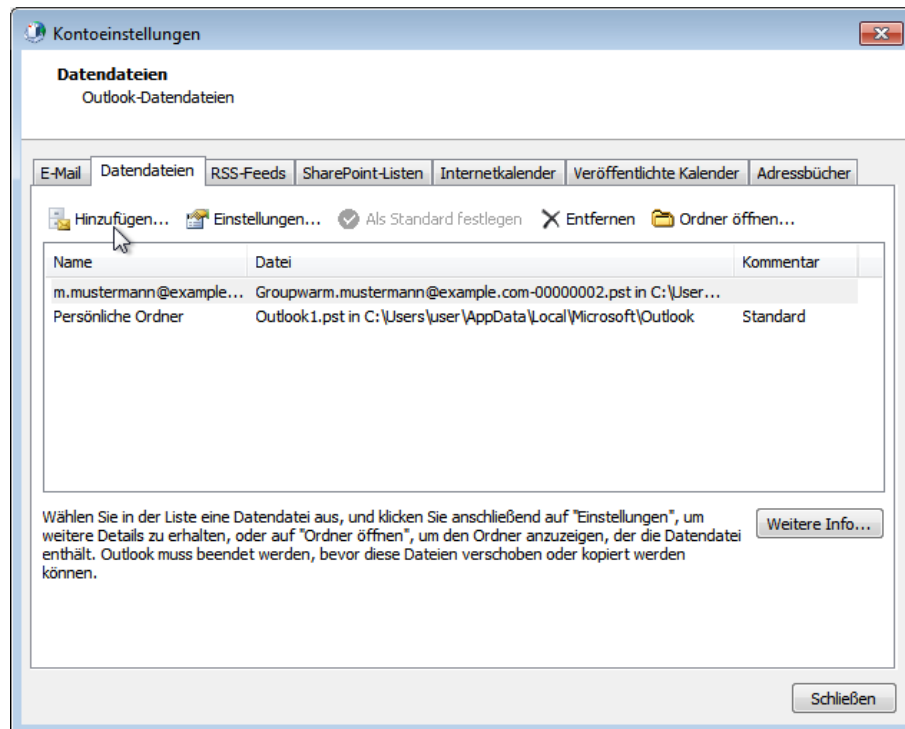 Kontoeinstellungen
Datendateien
Outlook-Datendateien
E-Mail Datendateien RSS-Feeds SharePoint-Listen Internetkalender Veröffentlichte Kalender Adressbücher
Hinzufügen... Einstellungen... Als Standard festlegen Entfernen Ordner öffnen...
Name Datei Kommentar
m.mustermann@example... Groupwarm.mustermann@example.com-00000002.pst in C:\User...
Persönliche Ordner Outlook1.pst in C:\Users\user\AppData\Local\Microsoft\Outlook Standard
Wählen Sie in der Liste eine Datendatei aus, und klicken Sie anschließend auf "Einstellungen", um
weitere Details zu erhalten, oder auf "Ordner öffnen", um den Ordner anzuzeigen, der die Datendatei
enthält. Outlook muss beendet werden, bevor diese Dateien verschoben oder kopiert werden
können.
Weitere Info...
Schließen